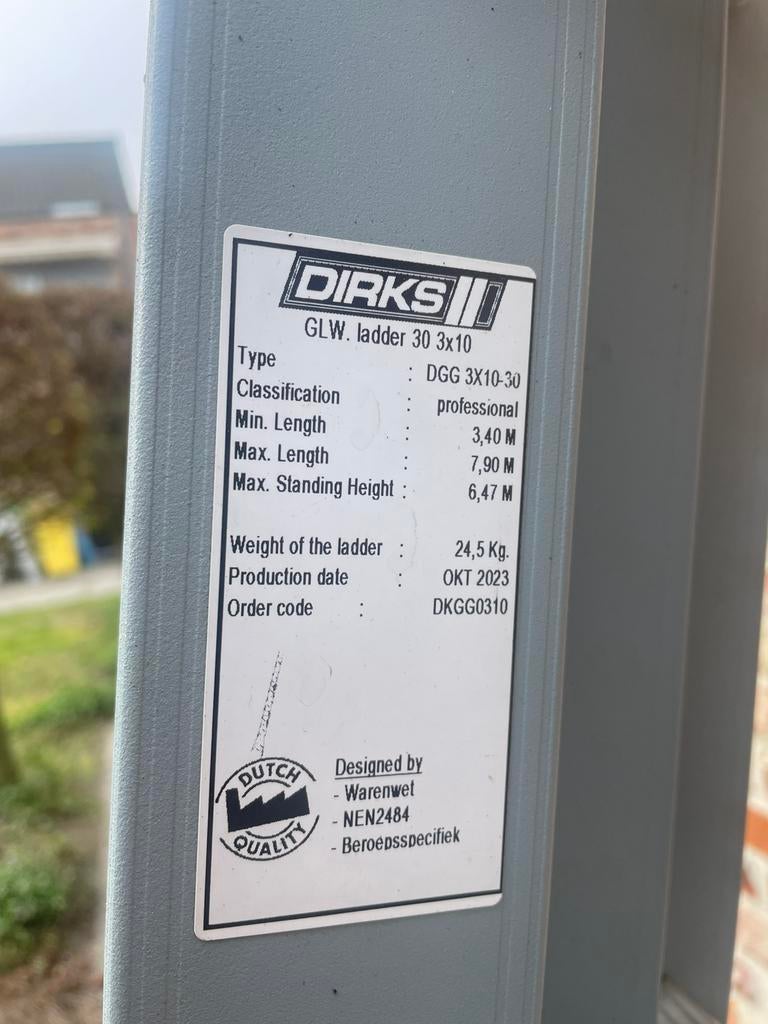 DIRKS
GLW. ladder 30 3x10
Type : DGG 3X10-30
Classification : professional
Min. Length : 3,40 M
Max. Length : 7,90 M
Max. Standing Height : 6,47 M
Weight of the ladder : 24,5 Kg.
Production date : OKT 2023
Order code : DKGG0310
DUTCH
QUALITY
Designed by
- Warenwet
- NEN2484
- Beroepsspecifiek